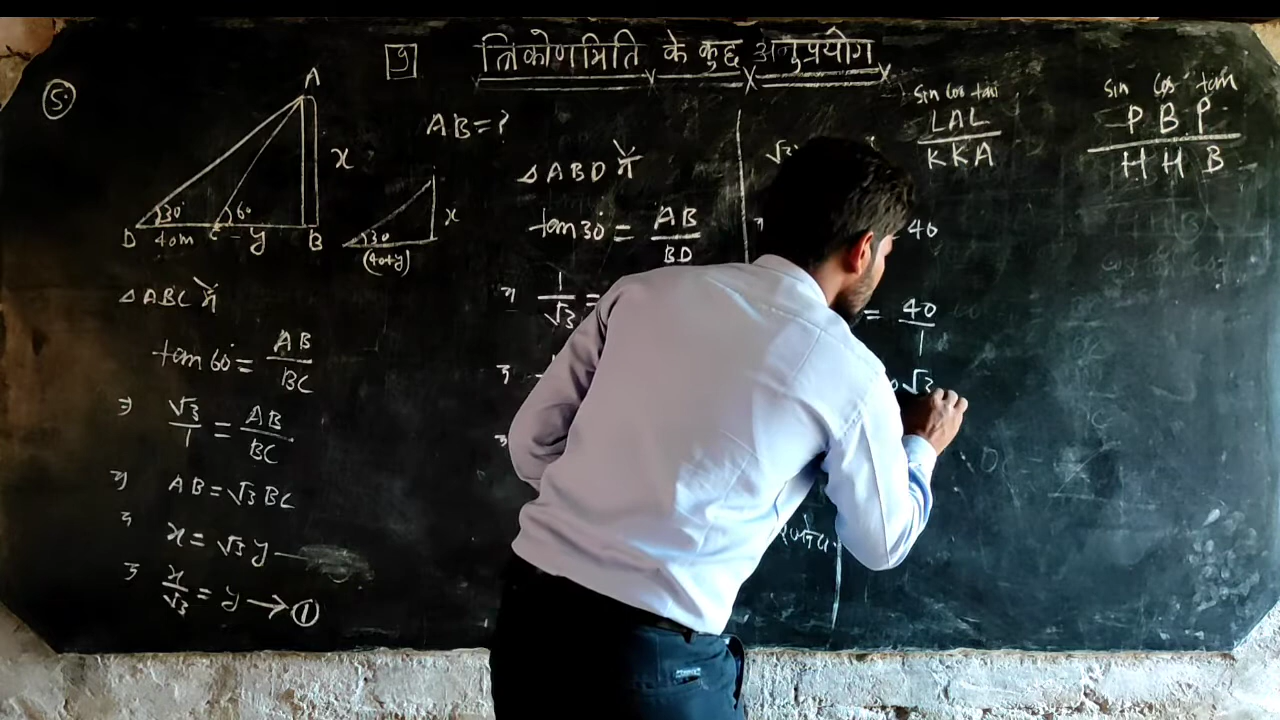 9 त्रिकोणमिति के कुछ अनुप्रयोग
5
A
x
30° 60
D 40m C y B
AB=?
x
30
(40+y)
△ABC में
tan 60° = AB/BC
⇒ √3/1 = AB/BC
⇒ AB = √3 BC
⇒ x = √3 y
⇒ x/√3 = y → ①
△ABD में
tan 30° = AB/BD
⇒ 1/√3 =
√3
40
= 40/1
√3
Sin Cos tan
LAL
KKA
Sin Cos tan
P B P
H H B